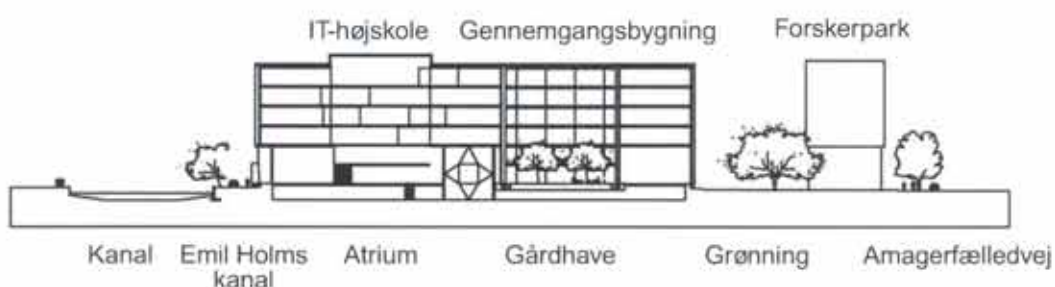 IT-højskole Gennemgangsbygning Forskerpark
Kanal Emil Holms kanal Atrium Gårdhave Grønning Amagerfælledvej